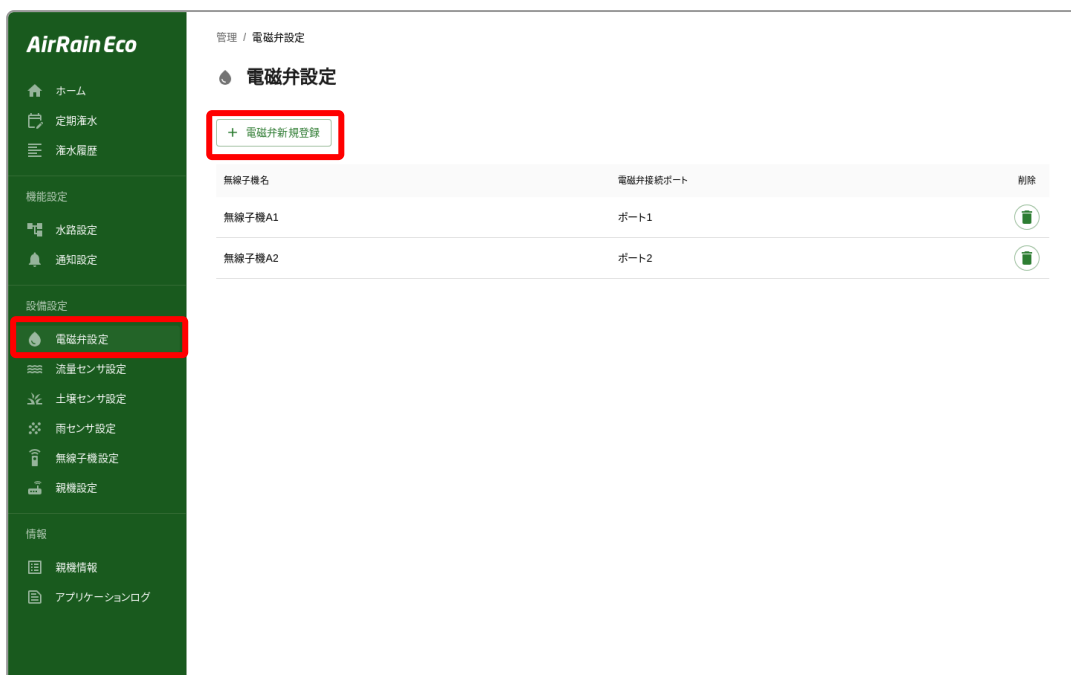 AirRain Eco
ホーム
定期潅水
潅水履歴
機能設定
水路設定
通知設定
設備設定
電磁弁設定
流量センサ設定
土壌センサ設定
雨センサ設定
無線子機設定
親機設定
情報
親機情報
アプリケーションログ
管理 / 電磁弁設定
電磁弁設定
+ 電磁弁新規登録
無線子機名 電磁弁接続ポート 削除
無線子機A1 ポート1
無線子機A2 ポート2